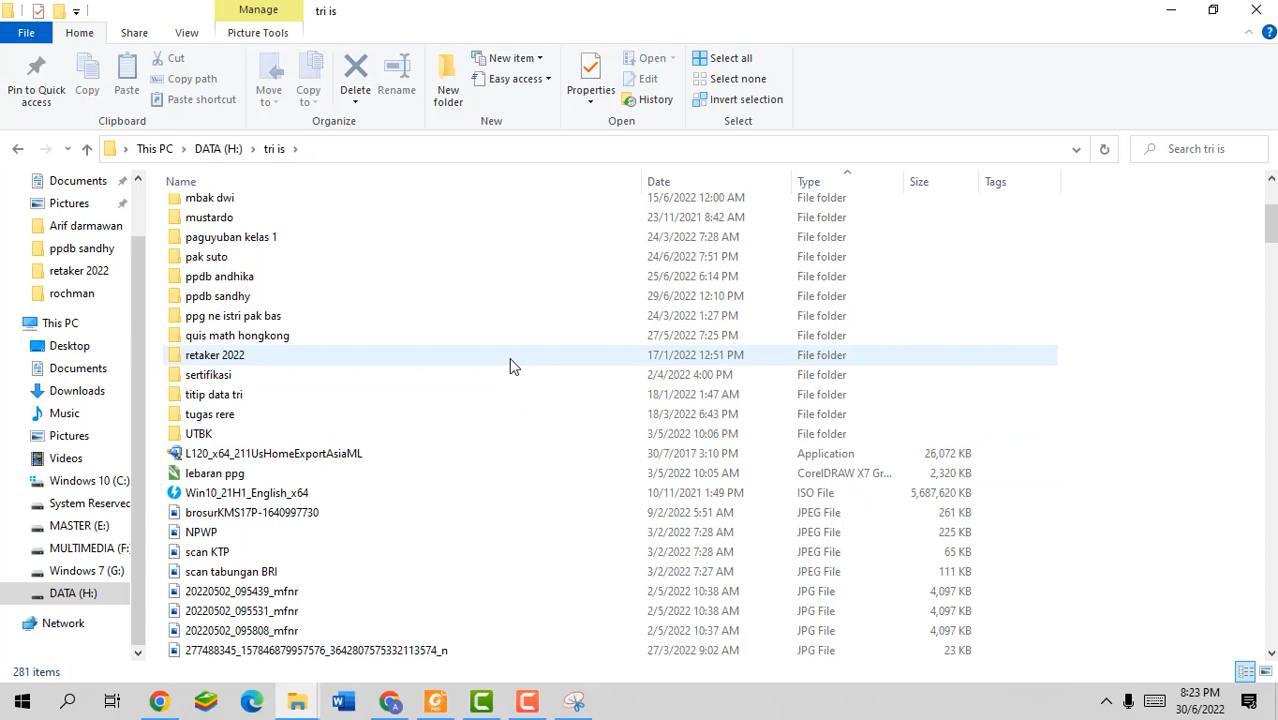 Manage
tri is
File
Home
Share
View
Picture Tools
Pin to Quick access
Copy
Paste
Cut
Copy path
Paste shortcut
Move to
Copy to
Delete
Rename
New folder
New item
Easy access
Properties
Open
Edit
History
Select all
Select none
Invert selection
Clipboard
Organize
New
Open
Select
This PC
DATA (H:)
tri is
Search tri is
Documents
Pictures
Arif darmawan
ppdb sandhy
retaker 2022
rochman
This PC
Desktop
Documents
Downloads
Music
Pictures
Videos
Windows 10 (C:)
System Reserved
MASTER (E:)
MULTIMEDIA (F:
Windows 7 (G:)
DATA (H:)
Network
Name Date Type Size Tags
mbak dwi 15/6/2022 12:00 AM File folder
mustardo 23/11/2021 8:42 AM File folder
paguyuban kelas 1 24/3/2022 7:28 AM File folder
pak suto 24/6/2022 7:51 PM File folder
ppdb andhika 25/6/2022 6:14 PM File folder
ppdb sandhy 29/6/2022 12:10 PM File folder
ppg ne istri pak bas 24/3/2022 1:27 PM File folder
quis math hongkong 27/5/2022 7:25 PM File folder
retaker 2022 17/1/2022 12:51 PM File folder
sertifikasi 2/4/2022 4:00 PM File folder
titip data tri 18/1/2022 1:47 AM File folder
tugas rere 18/3/2022 6:43 PM File folder
UTBK 3/5/2022 10:06 PM File folder
L120_x64_211UsHomeExportAsiaML 30/7/2017 3:10 PM Application 26,072 KB
lebaran ppg 3/5/2022 10:05 AM CorelDRAW X7 Gr... 2,320 KB
Win10_21H1_English_x64 10/11/2021 1:49 PM ISO File 5,687,620 KB
brosurKMS17P-1640997730 9/2/2022 5:51 AM JPEG File 261 KB
NPWP 3/2/2022 7:28 AM JPEG File 225 KB
scan KTP 3/2/2022 7:28 AM JPEG File 65 KB
scan tabungan BRI 3/2/2022 7:27 AM JPEG File 111 KB
20220502_095439_mfnr 2/5/2022 10:38 AM JPG File 4,097 KB
20220502_095531_mfnr 2/5/2022 10:38 AM JPG File 4,097 KB
20220502_095808_mfnr 2/5/2022 10:37 AM JPG File 4,097 KB
277488345_157846879957576_3642807575332113574_n 27/3/2022 9:02 AM JPG File 23 KB
281 items
8:23 PM
30/6/2022